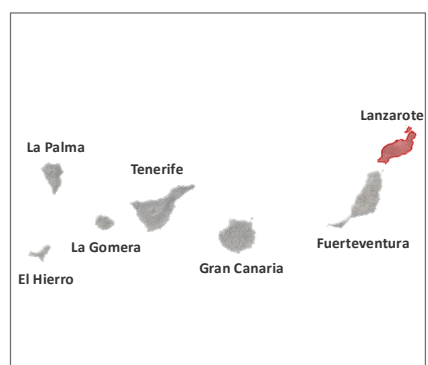 Lanzarote
La Palma
Tenerife
La Gomera
Fuerteventura
Gran Canaria
El Hierro